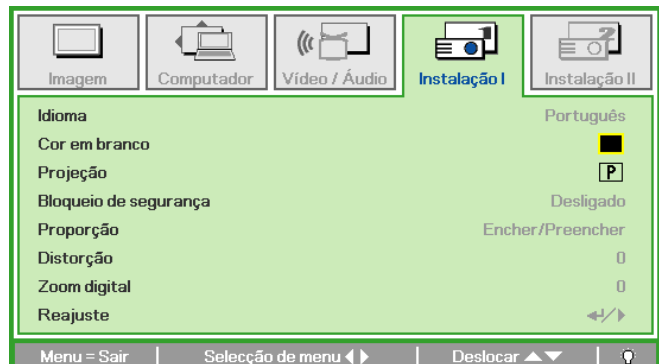 Imagem
Computador
Vídeo / Áudio
Instalação I
Instalação II
Idioma Português
Cor em branco
Projeção P
Bloqueio de segurança Desligado
Proporção Encher/Preencher
Distorção 0
Zoom digital 0
Reajuste
Menu = Sair | Selecção de menu | Deslocar